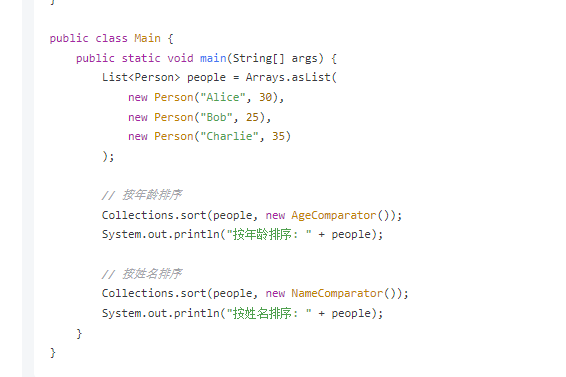 }
public class Main {
public static void main(String[] args) {
List<Person> people = Arrays.asList(
new Person("Alice", 30),
new Person("Bob", 25),
new Person("Charlie", 35)
);
// 按年龄排序
Collections.sort(people, new AgeComparator());
System.out.println("按年龄排序: " + people);
// 按姓名排序
Collections.sort(people, new NameComparator());
System.out.println("按姓名排序: " + people);
}
}